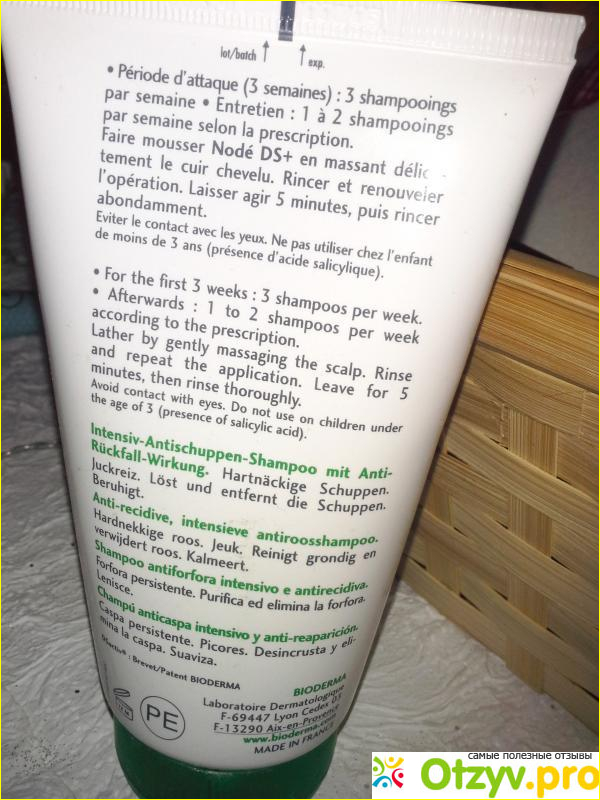 lot/batch
exp.
• Période d'attaque (3 semaines) : 3 shampooings
par semaine • Entretien : 1 à 2 shampooings
par semaine selon la prescription.
Faire mousser Nodé DS+ en massant délic
tement le cuir chevelu. Rincer et renouveler
l'opération. Laisser agir 5 minutes, puis rincer
abondamment.
Eviter le contact avec les yeux. Ne pas utiliser chez l'enfant
de moins de 3 ans (présence d'acide salicylique).
• For the first 3 weeks : 3 shampoos per week.
• Afterwards : 1 to 2 shampoos per week
according to the prescription.
Lather by gently massaging the scalp. Rinse
and repeat the application. Leave for 5
minutes, then rinse thoroughly.
Avoid contact with eyes. Do not use on children under
the age of 3 (presence of salicylic acid).
Intensiv-Antischuppen-Shampoo mit Anti-
Rückfall-Wirkung. Hartnäckige Schuppen.
Juckreiz. Löst und entfernt die Schuppen.
Beruhigt.
Anti-recidive, intensieve antiroosshampoo.
Hardnekkige roos. Jeuk. Reinigt grondig en
verwijdert roos. Kalmeert.
Shampoo antiforfora intensivo e antirecidiva.
Forfora persistente. Purifica ed elimina la forfora.
Lenisce.
Champú anticaspa intensivo y anti-reaparición.
Caspa persistente. Picores. Desincrusta y eli-
mina la caspa. Suaviza.
Dfactiv® : Brevet/Patent BIODERMA
PE
BIODERMA
Laboratoire Dermatologique
F-69447 Lyon Cedex 03
F-13290 Aix-en-Provence
www.bioderma.com
MADE IN FRANCE
самые полезные отзывы
Otzyv.pro